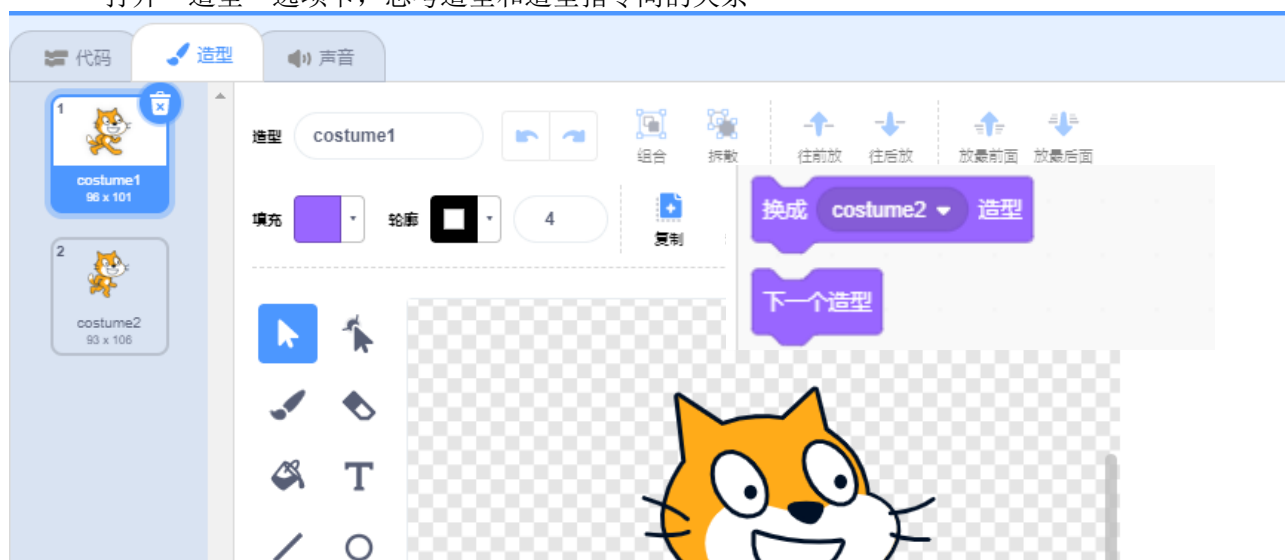 代码
造型
声音
1
costume1
96 x 101
2
costume2
93 x 106
造型 costume1
组合
拆散
往前放
往后放
放最前面
放最后面
填充
轮廓
4
复制
换成 costume2 造型
下一个造型
T